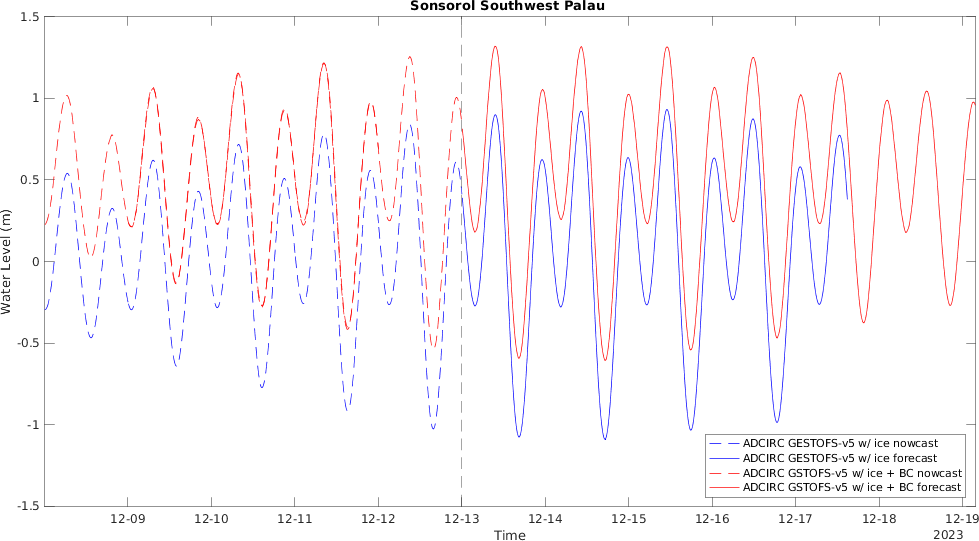 Sonsorol Southwest Palau
1.5
1
0.5
0
-0.5
-1
-1.5
Water Level (m)
ADCIRC GESTOFS-v5 w/ ice nowcast
ADCIRC GESTOFS-v5 w/ ice forecast
ADCIRC GSTOFS-v5 w/ ice + BC nowcast
ADCIRC GSTOFS-v5 w/ ice + BC forecast
12-09 12-10 12-11 12-12 12-13 12-14 12-15 12-16 12-17 12-18 12-19
Time
2023